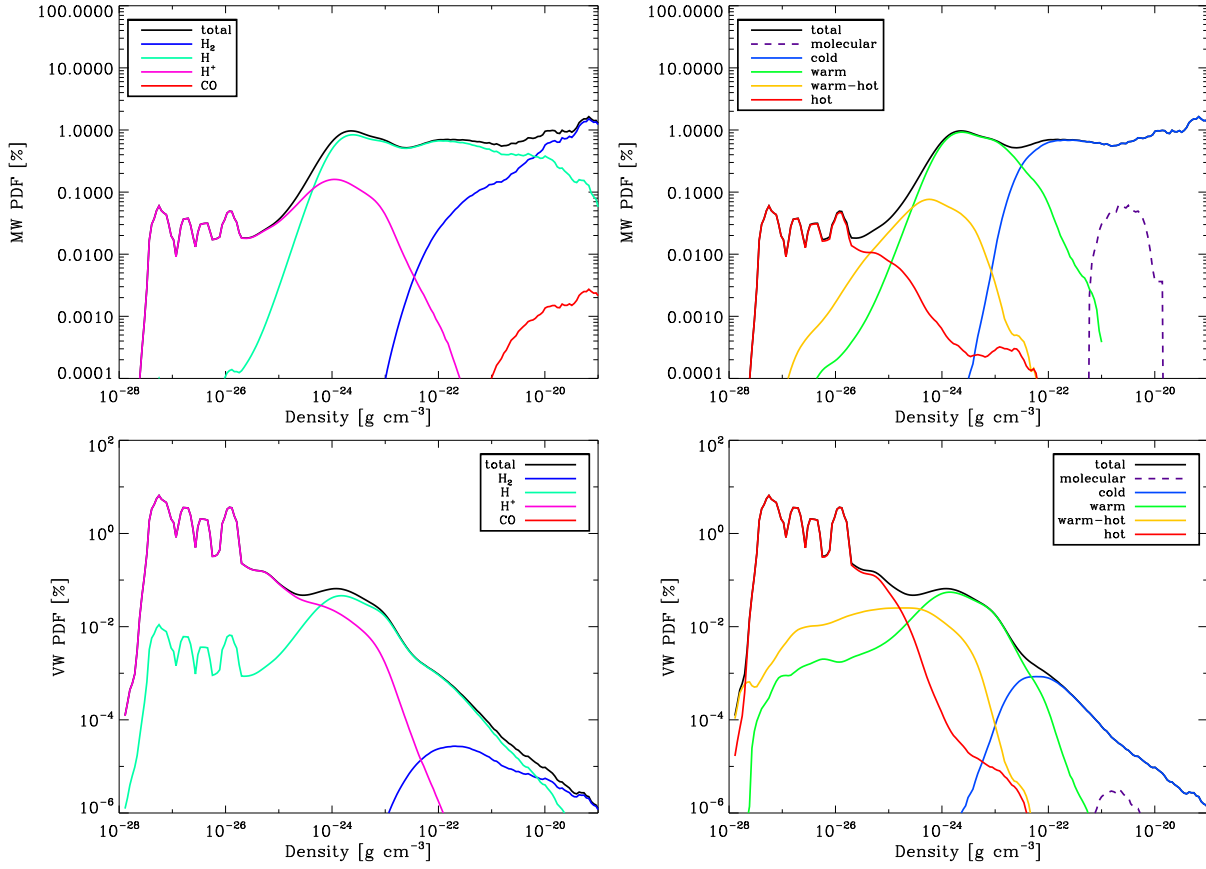 100.0000
10.0000
1.0000
0.1000
0.0100
0.0010
0.0001
MW PDF [%]
total
H₂
H
H⁺
CO
10⁻²⁸
10⁻²⁶
10⁻²⁴
10⁻²²
10⁻²⁰
Density [g cm⁻³]
100.0000
10.0000
1.0000
0.1000
0.0100
0.0010
0.0001
MW PDF [%]
total
molecular
cold
warm
warm-hot
hot
10⁻²⁸
10⁻²⁶
10⁻²⁴
10⁻²²
10⁻²⁰
Density [g cm⁻³]
10²
10⁰
10⁻²
10⁻⁴
10⁻⁶
VW PDF [%]
total
H₂
H
H⁺
CO
10⁻²⁸
10⁻²⁶
10⁻²⁴
10⁻²²
10⁻²⁰
Density [g cm⁻³]
10²
10⁰
10⁻²
10⁻⁴
10⁻⁶
VW PDF [%]
total
molecular
cold
warm
warm-hot
hot
10⁻²⁸
10⁻²⁶
10⁻²⁴
10⁻²²
10⁻²⁰
Density [g cm⁻³]